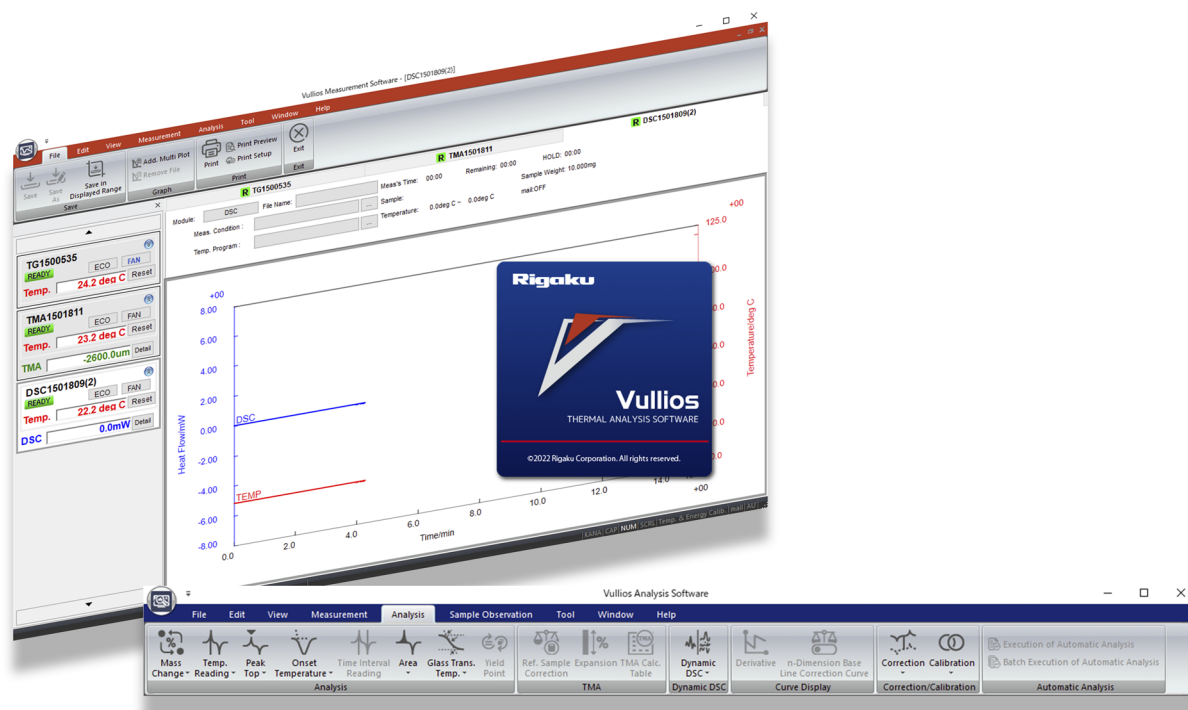 Vullios Measurement Software - [DSC1501809(2)]
File Edit View Measurement Analysis Tool Window Help
Save
Save As
Save in Displayed Range
Save
Add. Multi Plot
Remove File
Graph
Print
Print Preview
Print Setup
Print
Exit
Exit
R TG1500535
R TMA1501811
R DSC1501809(2)
Module: DSC File Name:
Meas. Condition : ...
Temp. Program : ...
Meas's Time: 00:00 Remaining: 00:00 HOLD: 00:00
Sample: Sample Weight: 10.000mg
Temperature: 0.0deg C ~ 0.0deg C mail:OFF
TG1500535
READY ECO FAN
Temp. 24.2 deg C Reset
TMA1501811
READY ECO FAN
Temp. 23.2 deg C Reset
TMA -2600.0um Detail
DSC1501809(2)
READY ECO FAN
Temp. 22.2 deg C Reset
DSC 0.0mW Detail
+00
8.00
6.00
4.00
2.00
0.00
-2.00
-4.00
-6.00
-8.00
Heat Flow/mW
DSC
TEMP
0.0 2.0 4.0 6.0 8.0 10.0 12.0 14.0
+00
Time/min
+00
125.0
Temperature/deg C
Rigaku
Vullios
THERMAL ANALYSIS SOFTWARE
©2022 Rigaku Corporation. All rights reserved.
KANA CAP NUM SCRL Temp. & Energy Calib. mail AU
Vullios Analysis Software
File Edit View Measurement Analysis Sample Observation Tool Window Help
Mass Change
Temp. Reading
Peak Top
Onset Temperature
Time Interval Reading
Area
Glass Trans. Temp.
Yield Point
Analysis
Ref. Sample Correction
Expansion
TMA Calc. Table
TMA
Dynamic DSC
Dynamic DSC
Derivative
n-Dimension Base Line Correction Curve
Curve Display
Correction
Calibration
Correction/Calibration
Execution of Automatic Analysis
Batch Execution of Automatic Analysis
Automatic Analysis